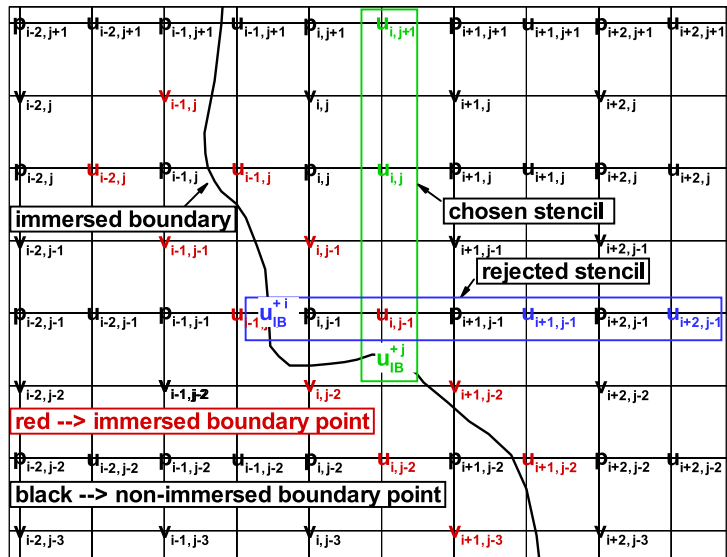 p i-2, j+1 u i-2, j+1 p i-1, j+1 u i-1, j+1 p i, j+1 u i, j+1 p i+1, j+1 u i+1, j+1 p i+2, j+1 u i+2, j+1
v i-2, j v i-1, j v i, j v i+1, j v i+2, j
p i-2, j u i-2, j p i-1, j u i-1, j p i, j u i, j p i+1, j u i+1, j p i+2, j u i+2, j
immersed boundary
chosen stencil
v i-2, j-1 v i-1, j-1 v i, j-1 v i+1, j-1 v i+2, j-1
rejected stencil
p i-2, j-1 u i-2, j-1 p i-1, j-1 u i-1, u IB + i p i, j-1 u i, j-1 p i+1, j-1 u i+1, j-1 p i+2, j-1 u i+2, j-1
u IB + j
v i-2, j-2 v i-1, j-2 v i, j-2 v i+1, j-2 v i+2, j-2
red --> immersed boundary point
p i-2, j-2 u i-2, j-2 p i-1, j-2 u i-1, j-2 p i, j-2 u i, j-2 p i+1, j-2 u i+1, j-2 p i+2, j-2 u i+2, j-2
black --> non-immersed boundary point
v i-2, j-3 v i-1, j-3 v i, j-3 v i+1, j-3 v i+2, j-3